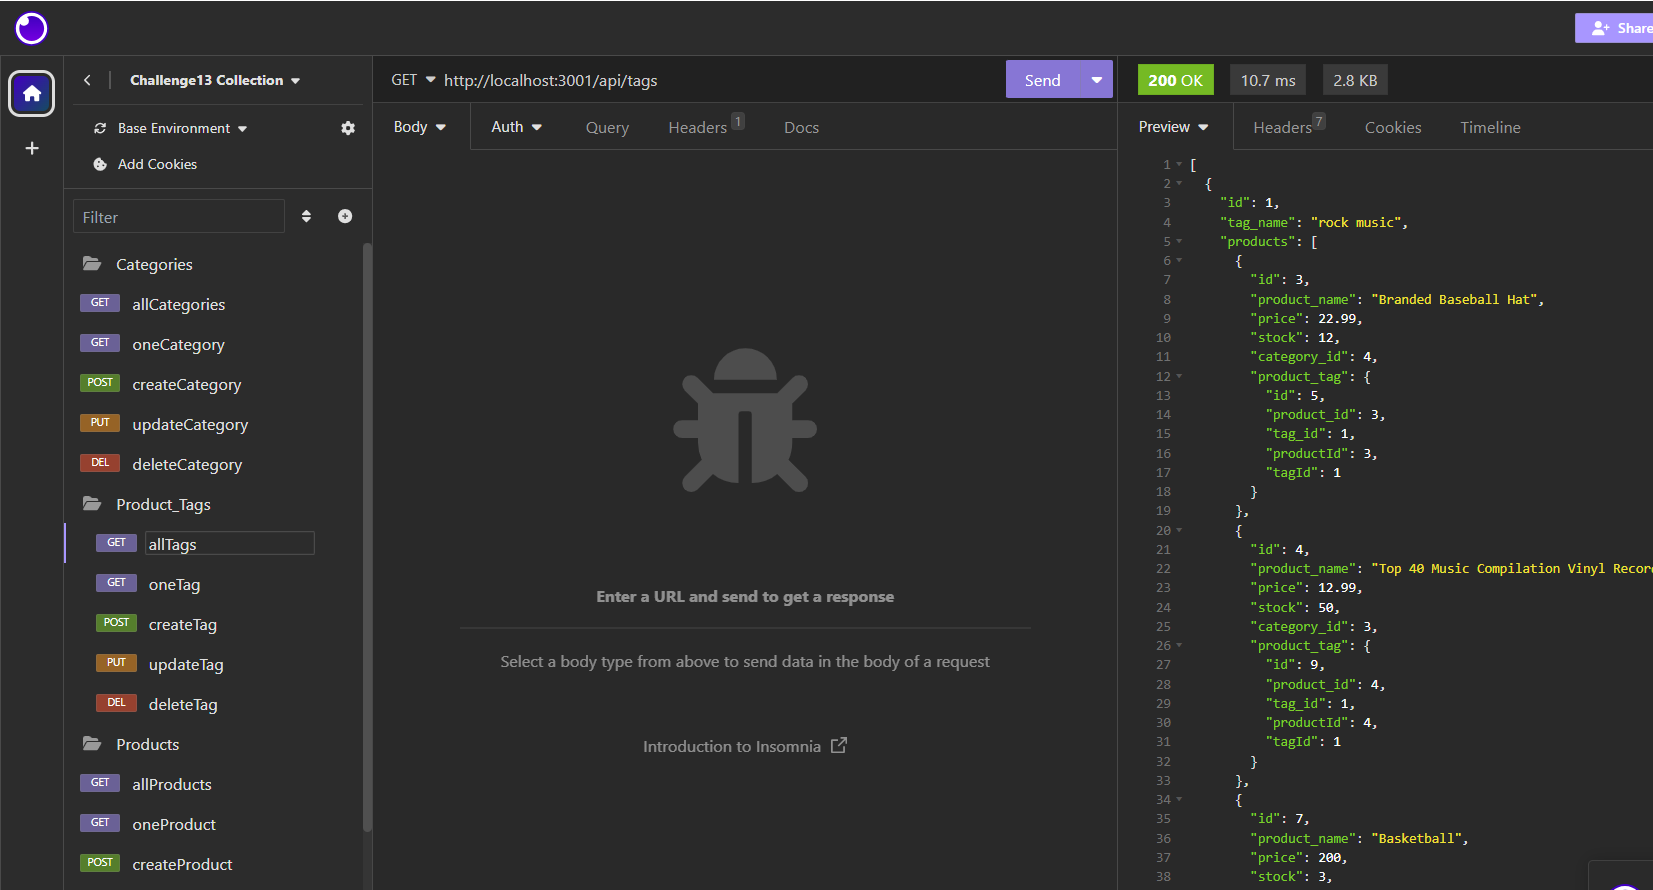 Share
Challenge13 Collection
GET http://localhost:3001/api/tags
Send
200 OK
10.7 ms
2.8 KB
Base Environment
Add Cookies
Body
Auth
Query
Headers 1
Docs
Preview
Headers 7
Cookies
Timeline
Filter
Categories
GET allCategories
GET oneCategory
POST createCategory
PUT updateCategory
DEL deleteCategory
Product_Tags
GET allTags
GET oneTag
POST createTag
PUT updateTag
DEL deleteTag
Products
GET allProducts
GET oneProduct
POST createProduct
Enter a URL and send to get a response
Select a body type from above to send data in the body of a request
Introduction to Insomnia
1 [
2 {
3 "id": 1,
4 "tag_name": "rock music",
5 "products": [
6 {
7 "id": 3,
8 "product_name": "Branded Baseball Hat",
9 "price": 22.99,
10 "stock": 12,
11 "category_id": 4,
12 "product_tag": {
13 "id": 5,
14 "product_id": 3,
15 "tag_id": 1,
16 "productId": 3,
17 "tagId": 1
18 }
19 },
20 {
21 "id": 4,
22 "product_name": "Top 40 Music Compilation Vinyl Recor
23 "price": 12.99,
24 "stock": 50,
25 "category_id": 3,
26 "product_tag": {
27 "id": 9,
28 "product_id": 4,
29 "tag_id": 1,
30 "productId": 4,
31 "tagId": 1
32 }
33 },
34 {
35 "id": 7,
36 "product_name": "Basketball",
37 "price": 200,
38 "stock": 3,